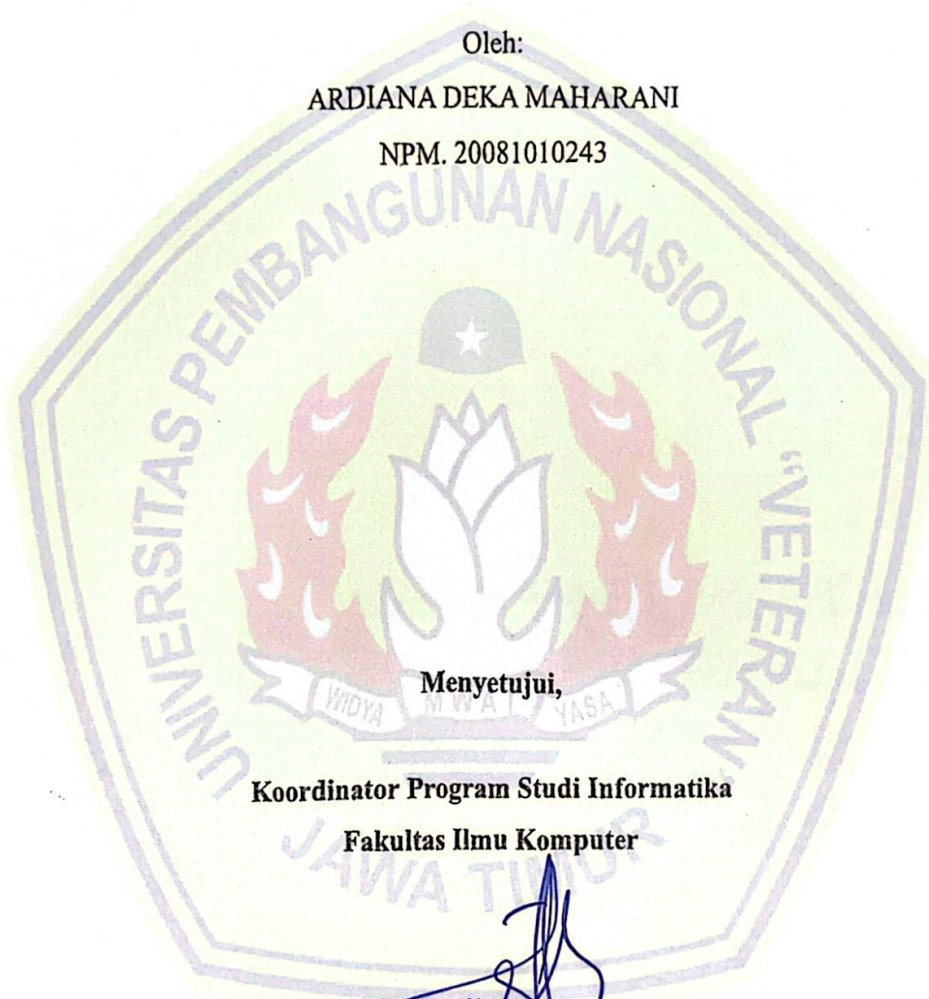 Oleh:
ARDIANA DEKA MAHARANI
NPM. 20081010243
UNIVERSITAS PEMBANGUNAN NASIONAL "VETERAN"
JAWA TIMUR
WIDYA MWAT YASA
Menyetujui,
Koordinator Program Studi Informatika
Fakultas Ilmu Komputer